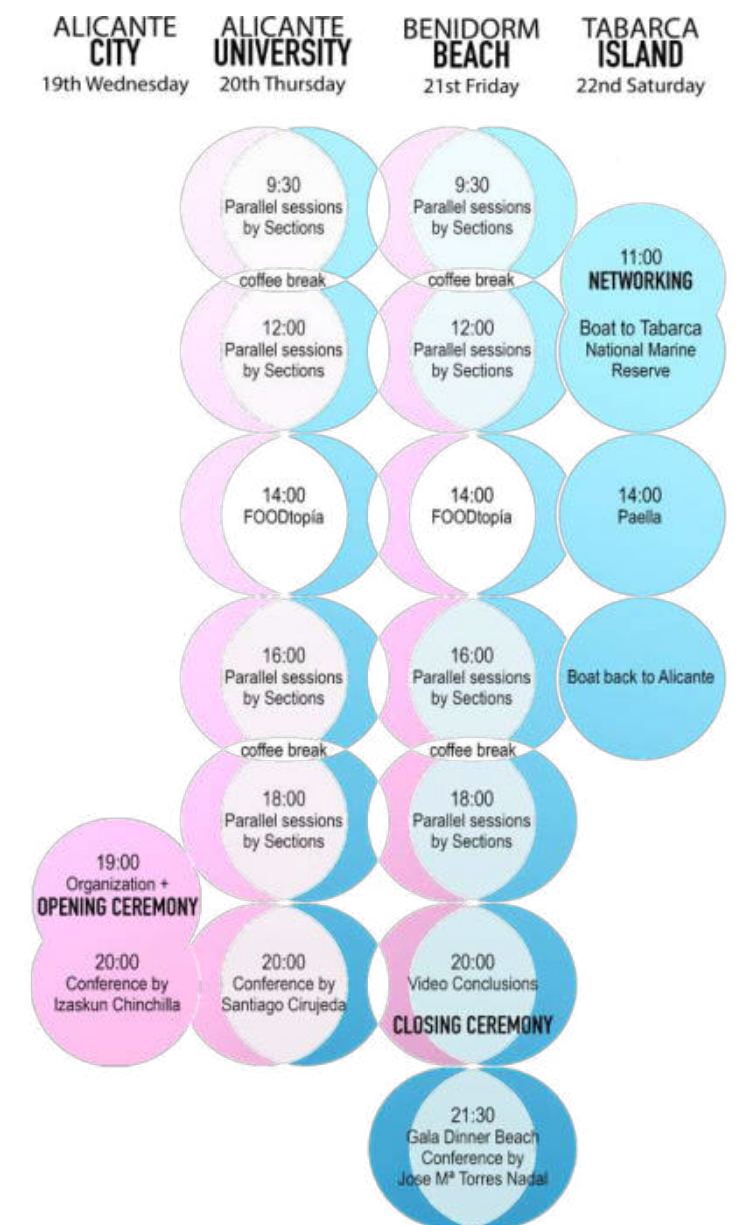 ALICANTE
CITY
19th Wednesday
ALICANTE
UNIVERSITY
20th Thursday
BENIDORM
BEACH
21st Friday
TABARCA
ISLAND
22nd Saturday
19:00
Organization +
OPENING CEREMONY
20:00
Conference by
Izaskun Chinchilla
9:30
Parallel sessions
by Sections
coffee break
12:00
Parallel sessions
by Sections
14:00
FOODtopía
16:00
Parallel sessions
by Sections
coffee break
18:00
Parallel sessions
by Sections
20:00
Conference by
Santiago Cirujeda
9:30
Parallel sessions
by Sections
coffee break
12:00
Parallel sessions
by Sections
14:00
FOODtopía
16:00
Parallel sessions
by Sections
coffee break
18:00
Parallel sessions
by Sections
20:00
Video Conclusions
CLOSING CEREMONY
21:30
Gala Dinner Beach
Conference by
Jose Mª Torres Nadal
11:00
NETWORKING
Boat to Tabarca
National Marine
Reserve
14:00
Paella
Boat back to Alicante